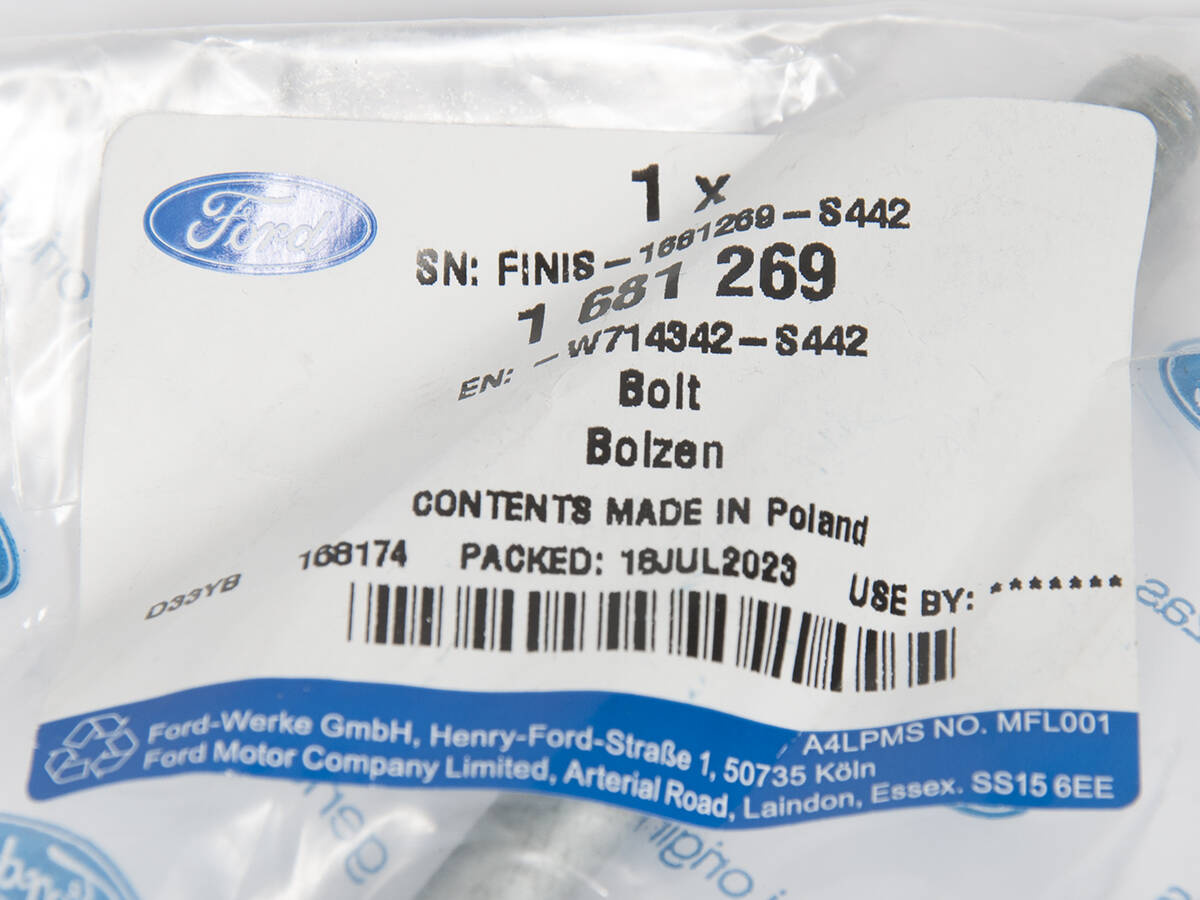 Ford
1 x
SN: FINIS-1681269-S442
1 681 269
EN: -W714342-S442
Bolt
Bolzen
CONTENTS MADE IN Poland
168174 PACKED: 18JUL2023 USE BY: *******
D33YB
A4LPMS NO. MFL001
Ford-Werke GmbH, Henry-Ford-Straße 1, 50735 Köln
Ford Motor Company Limited, Arterial Road, Laindon, Essex. SS15 6EE